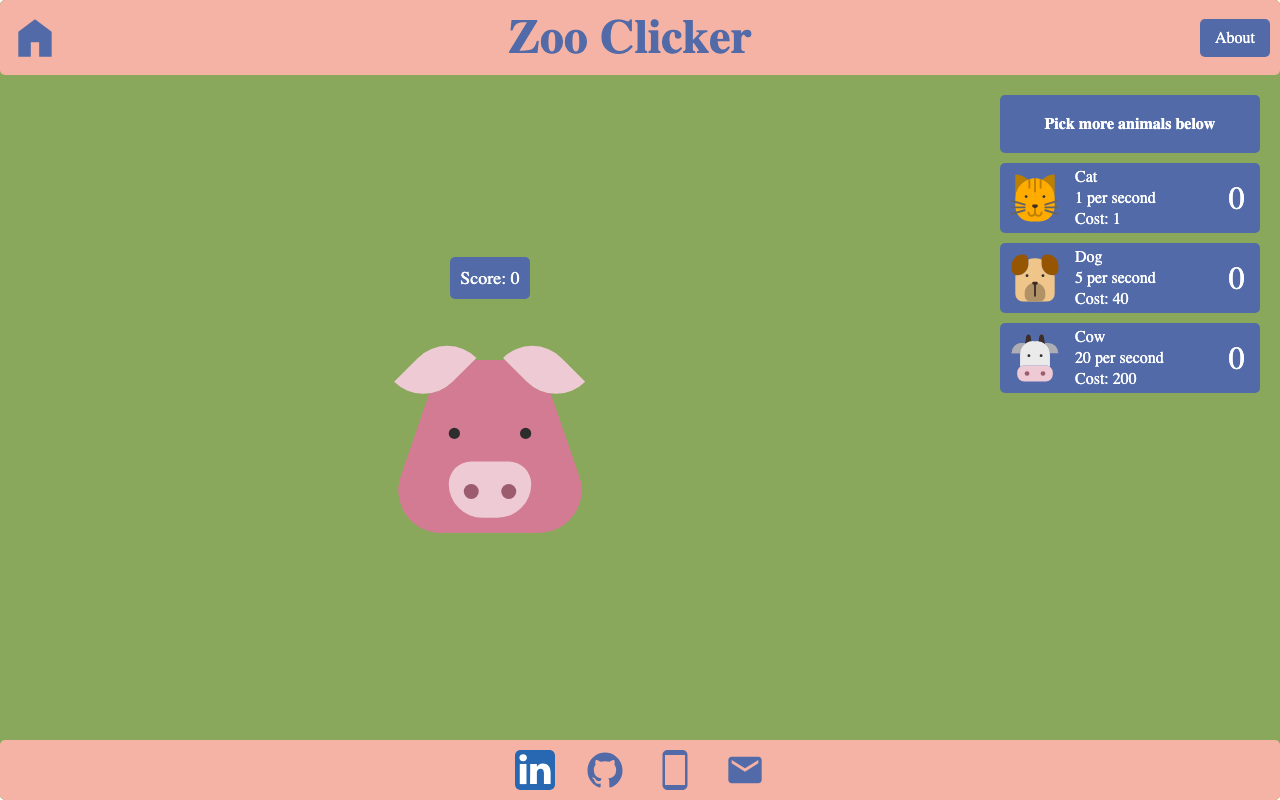 Zoo Clicker
About
Pick more animals below
Cat
1 per second
Cost: 1
0
Dog
5 per second
Cost: 40
0
Cow
20 per second
Cost: 200
0
Score: 0
in